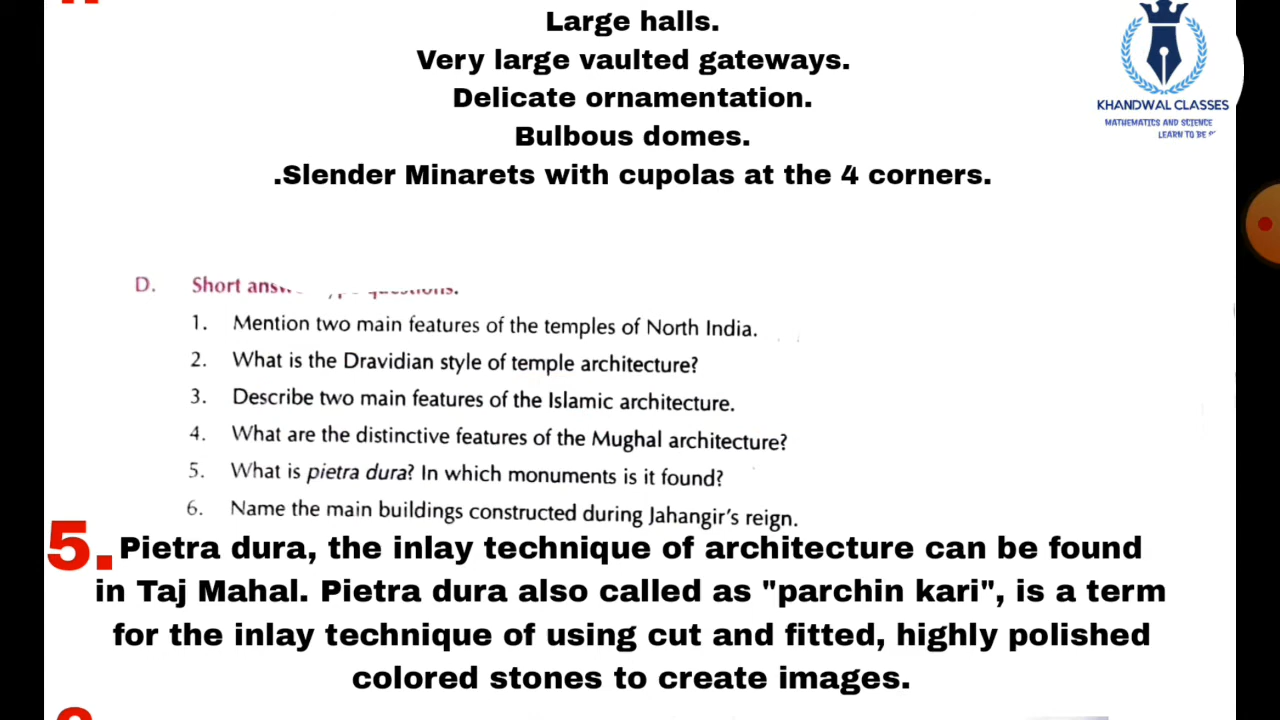 Large halls.
Very large vaulted gateways.
Delicate ornamentation.
Bulbous domes.
.Slender Minarets with cupolas at the 4 corners.
KHANDWAL CLASSES
MATHEMATICS AND SCIENCE
LEARN TO BE
D. Short questions.
1. Mention two main features of the temples of North India.
2. What is the Dravidian style of temple architecture?
3. Describe two main features of the Islamic architecture.
4. What are the distinctive features of the Mughal architecture?
5. What is pietra dura? In which monuments is it found?
6. Name the main buildings constructed during Jahangir's reign.
5. Pietra dura, the inlay technique of architecture can be found
in Taj Mahal. Pietra dura also called as "parchin kari", is a term
for the inlay technique of using cut and fitted, highly polished
colored stones to create images.